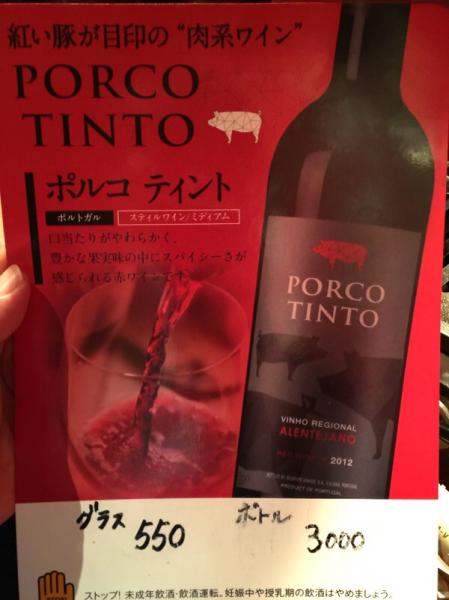 紅い豚が目印の“肉系ワイン”
PORCO
TINTO
ポルコ ティント
ポルトガル
スティルワイン/ミディアム
口当たりがやわらかく、
豊かな果実味の中にスパイシーさが
感じられる赤ワインです。
PORCO
TINTO
VINHO REGIONAL
ALENTEJANO
2012
PRODUCT OF PORTUGAL
グラス 550
ボトル 3000
STOP!
ストップ! 未成年飲酒・飲酒運転。妊娠中や授乳期の飲酒はやめましょう。